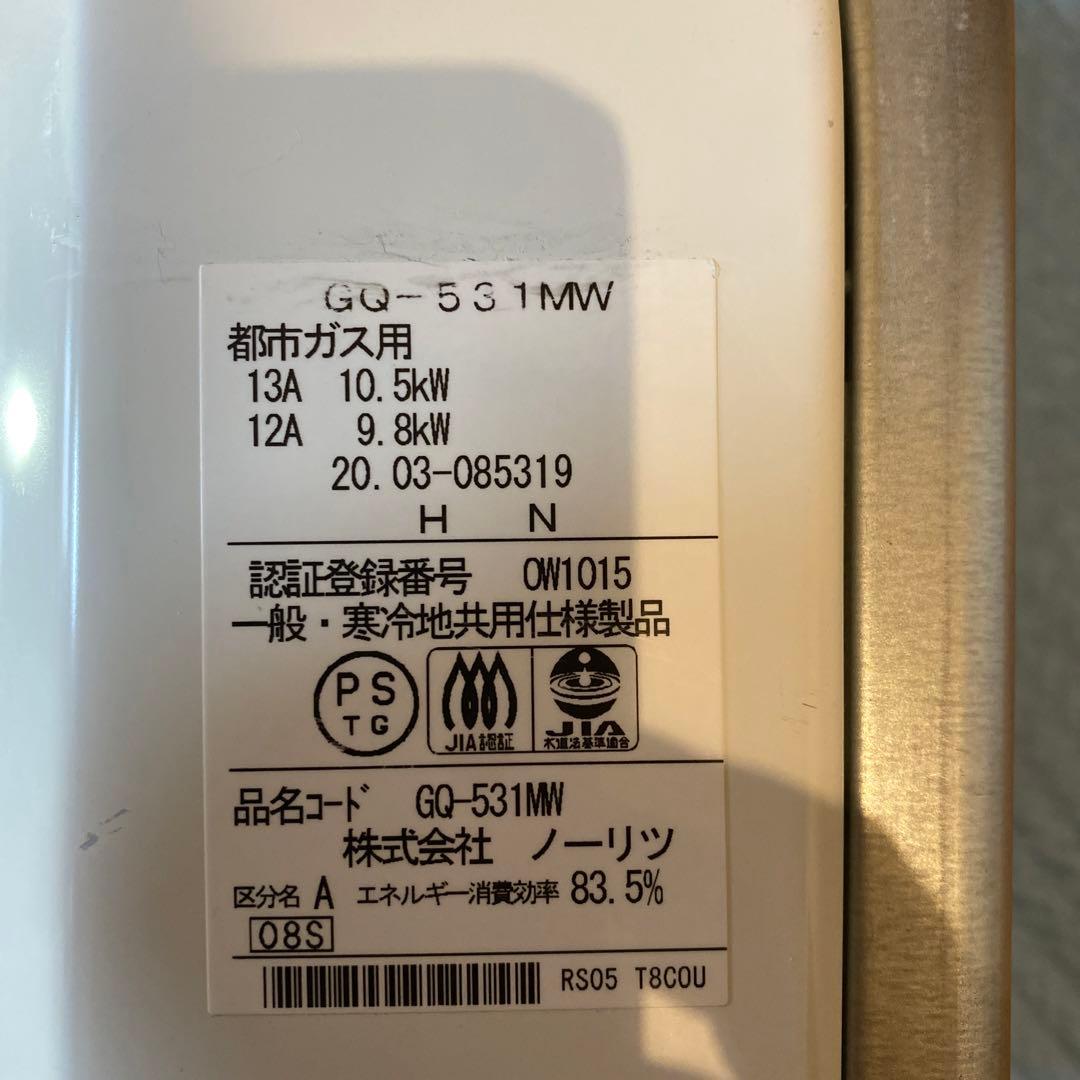 GQ-531MW
都市ガス用
13A 10.5kW
12A 9.8kW
20.03-085319
H N
認証登録番号 OW1015
一般・寒冷地共用仕様製品
PS
TG
JIA認証
JIA
水道法基準適合
品名コード GQ-531MW
株式会社 ノーリツ
区分名 A エネルギー消費効率 83.5%
08S
RS05 T8COU